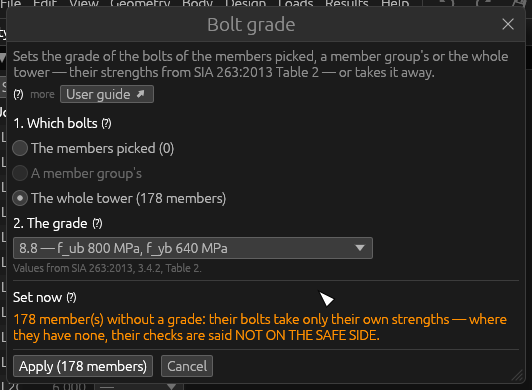 File Edit View Geometry Body Design Loads Results Help
Bolt grade
Sets the grade of the bolts of the members picked, a member group's or the whole
tower — their strengths from SIA 263:2013 Table 2 — or takes it away.
(?) more User guide
1. Which bolts (?)
The members picked (0)
A member group's
The whole tower (178 members)
2. The grade (?)
8.8 — f_ub 800 MPa, f_yb 640 MPa
Values from SIA 263:2013, 3.4.2, Table 2.
Set now (?)
178 member(s) without a grade: their bolts take only their own strengths — where
they have none, their checks are said NOT ON THE SAFE SIDE.
Apply (178 members) Cancel